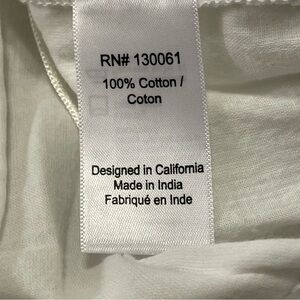 RN# 130061
100% Cotton /
Coton
Designed in California
Made in India
Fabriqué en Inde